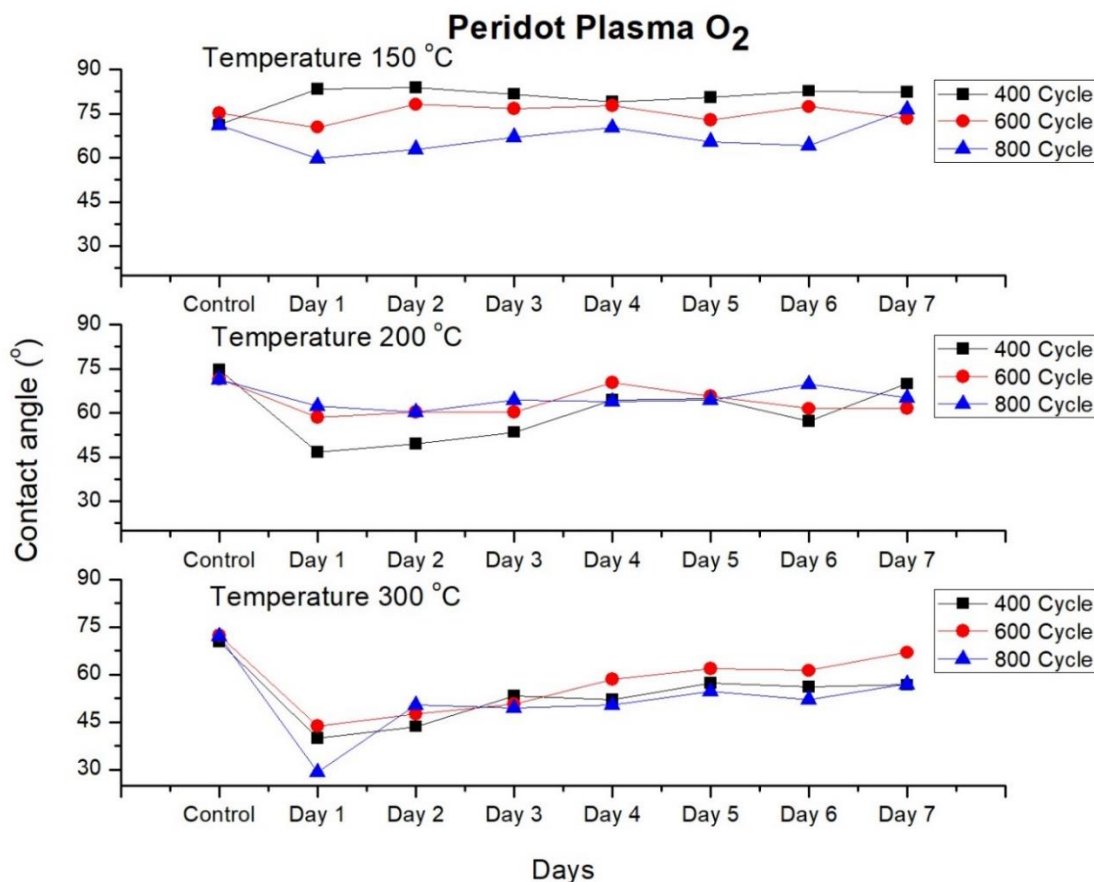 Peridot Plasma O₂
Temperature 150 °C
90
75
60
45
30
400 Cycle
600 Cycle
800 Cycle
Control Day 1 Day 2 Day 3 Day 4 Day 5 Day 6 Day 7
Contact angle (°)
Temperature 200 °C
90
75
60
45
30
400 Cycle
600 Cycle
800 Cycle
Control Day 1 Day 2 Day 3 Day 4 Day 5 Day 6 Day 7
Temperature 300 °C
90
75
60
45
30
400 Cycle
600 Cycle
800 Cycle
Control Day 1 Day 2 Day 3 Day 4 Day 5 Day 6 Day 7
Days